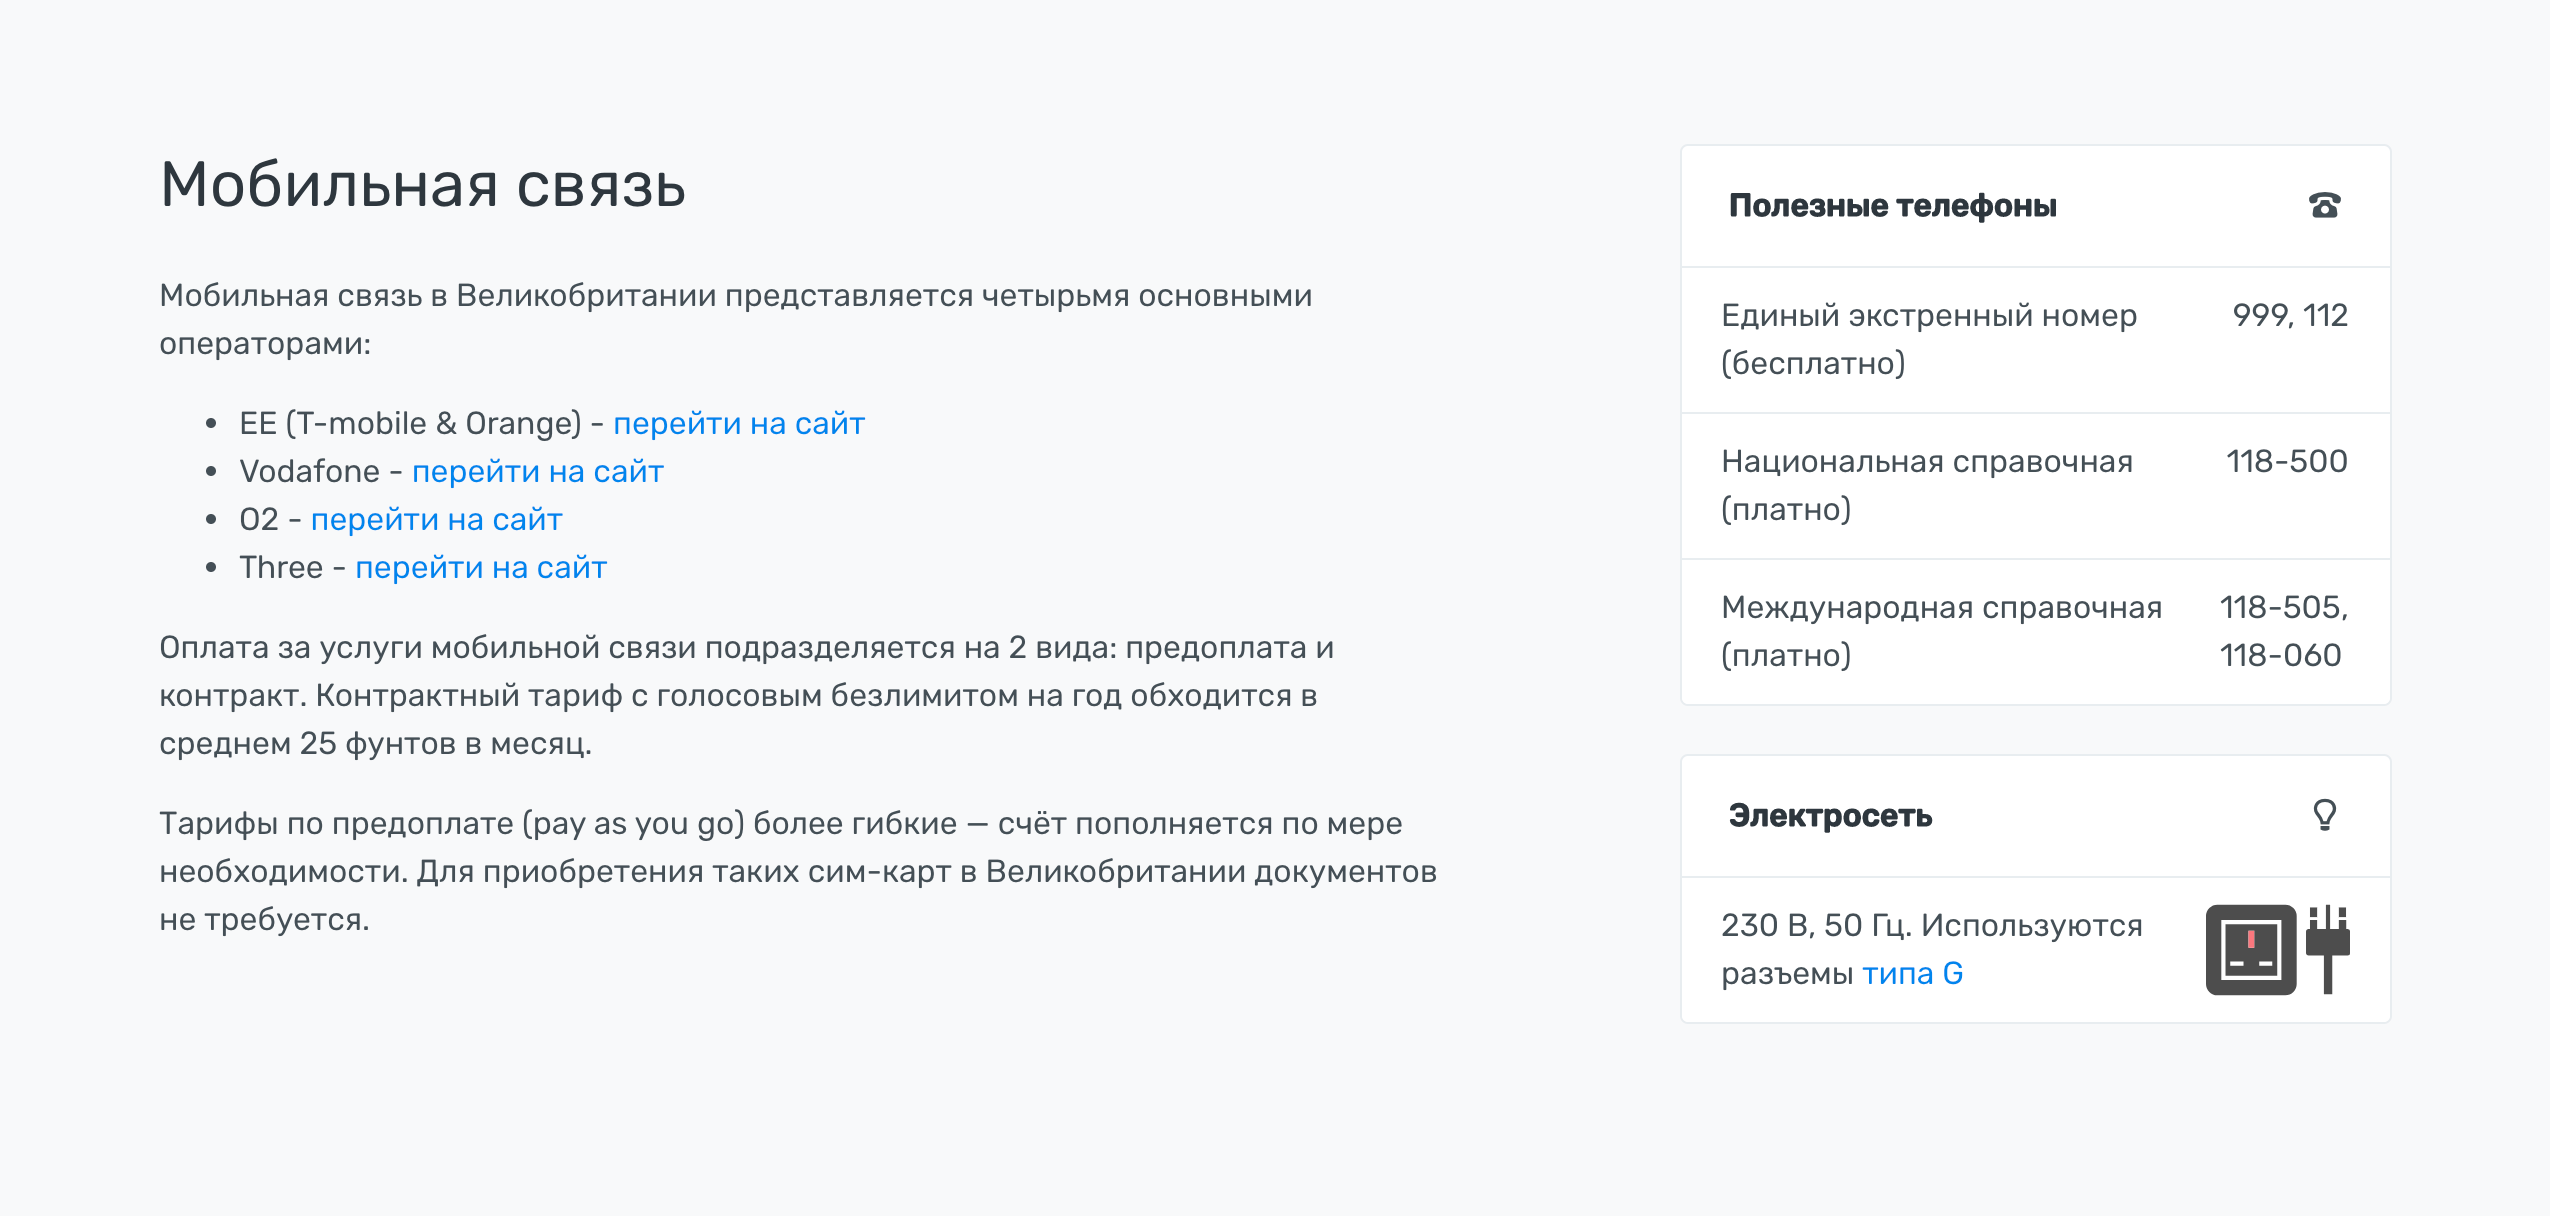 Мобильная связь
Мобильная связь в Великобритании представляется четырьмя основными
операторами:
• EE (T-mobile & Orange) - перейти на сайт
• Vodafone - перейти на сайт
• O2 - перейти на сайт
• Three - перейти на сайт
Оплата за услуги мобильной связи подразделяется на 2 вида: предоплата и
контракт. Контрактный тариф с голосовым безлимитом на год обходится в
среднем 25 фунтов в месяц.
Тарифы по предоплате (pay as you go) более гибкие — счёт пополняется по мере
необходимости. Для приобретения таких сим-карт в Великобритании документов
не требуется.
Полезные телефоны
Единый экстренный номер 999, 112
(бесплатно)
Национальная справочная 118-500
(платно)
Международная справочная 118-505,
(платно) 118-060
Электросеть
230 В, 50 Гц. Используются
разъемы типа G